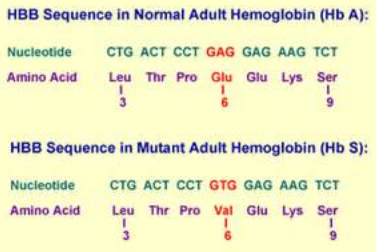 HBB Sequence in Normal Adult Hemoglobin (Hb A):
Nucleotide CTG ACT CCT GAG GAG AAG TCT
Amino Acid Leu Thr Pro Glu Glu Lys Ser
3 6 9
HBB Sequence in Mutant Adult Hemoglobin (Hb S):
Nucleotide CTG ACT CCT GTG GAG AAG TCT
Amino Acid Leu Thr Pro Val Glu Lys Ser
3 6 9